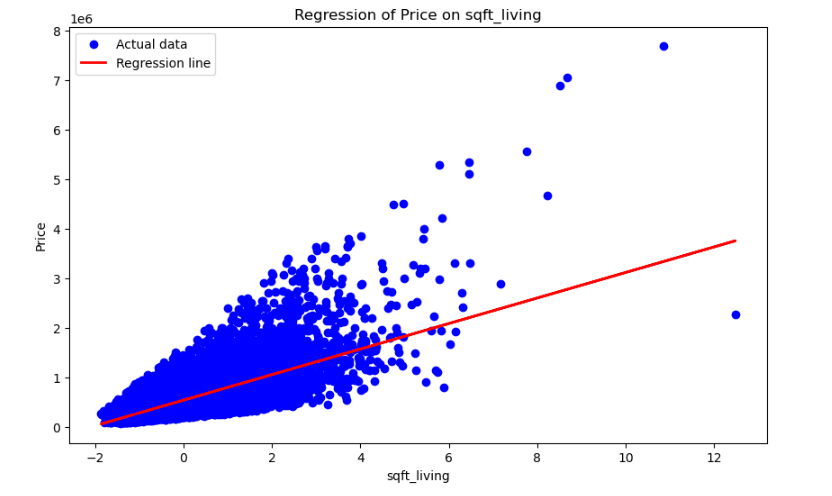 Regression of Price on sqft_living
1e6
Actual data
Regression line
8
7
6
5
4
3
2
1
0
Price
−2 0 2 4 6 8 10 12
sqft_living